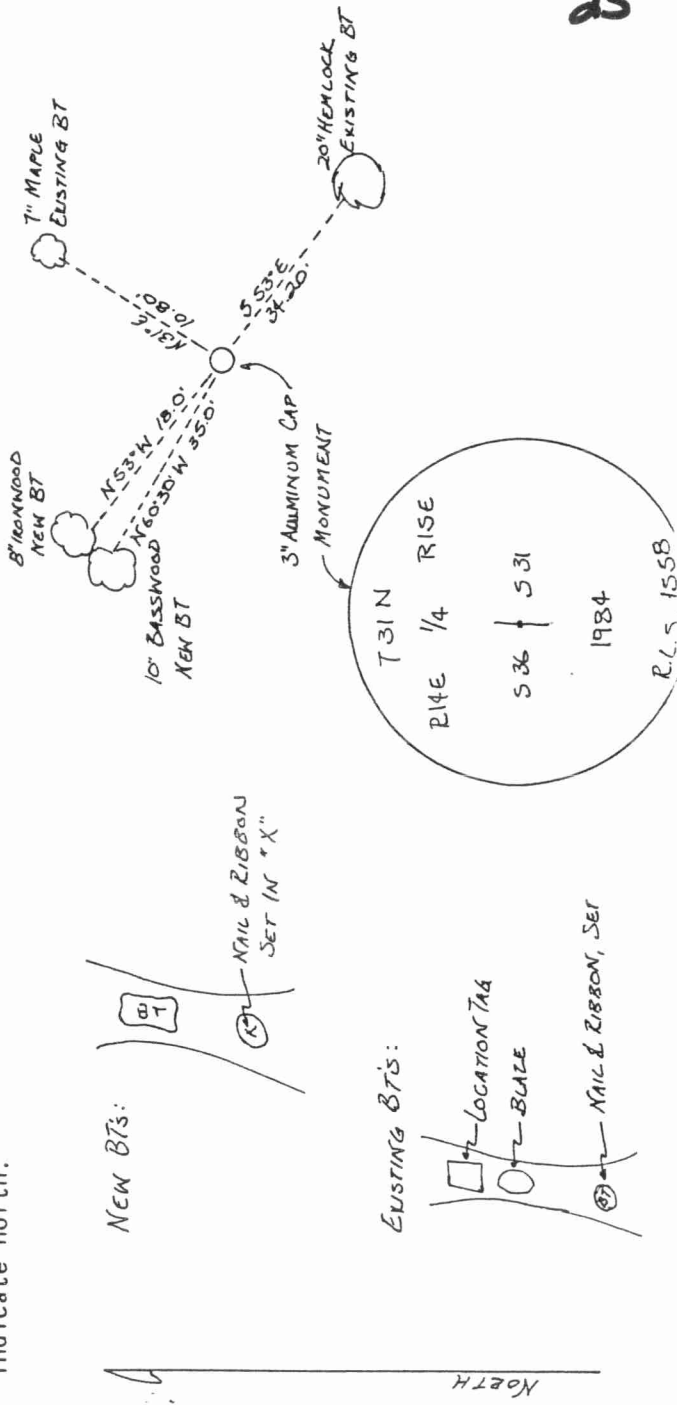 Indicate north.
NEW BT'S:
BT
X
NAIL & RIBBON
SET IN "X"
8" IRONWOOD
NEW BT
10" BASSWOOD
NEW BT
N53°W 18.0'
N60°30'W 35.0'
7" MAPLE
EXISTING BT
N31°E
10.80'
S53°E
34.20'
20" HEMLOCK
EXISTING BT
3" ALUMINUM CAP
MONUMENT
EXISTING BT'S:
LOCATION TAG
BLAZE
BT
NAIL & RIBBON, SET
T31N
R14E 1/4 R15E
S36 S31
1984
R.L.S 1558
NORTH